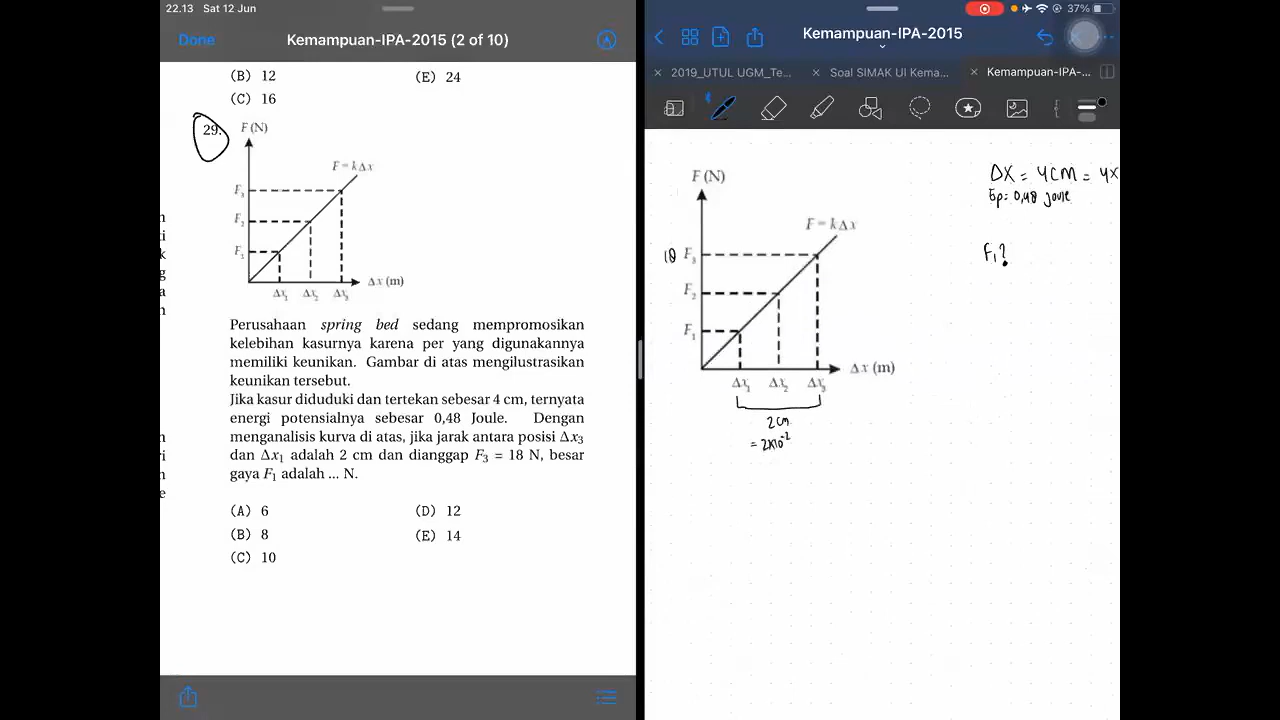 22.13 Sat 12 Jun
37%
Done
Kemampuan-IPA-2015 (2 of 10)
Kemampuan-IPA-2015
2019_UTUL UGM_Te...
Soal SIMAK UI Kema...
Kemampuan-IPA-...
(B) 12
(E) 24
(C) 16
29.
F (N)
F = kΔx
F3
F2
F1
Δx1 Δx2 Δx3
Δx (m)
Perusahaan spring bed sedang mempromosikan
kelebihan kasurnya karena per yang digunakannya
memiliki keunikan. Gambar di atas mengilustrasikan
keunikan tersebut.
Jika kasur diduduki dan tertekan sebesar 4 cm, ternyata
energi potensialnya sebesar 0,48 Joule. Dengan
menganalisis kurva di atas, jika jarak antara posisi Δx3
dan Δx1 adalah 2 cm dan dianggap F3 = 18 N, besar
gaya F1 adalah ... N.
(A) 6
(D) 12
(B) 8
(E) 14
(C) 10
n
ti
k
g
a
n
n
i
i
e
F (N)
F = kΔx
18 F3
F2
F1
Δx1 Δx2 Δx3
Δx (m)
2 cm
= 2x10-2
Δx = 4cm = 4x
Ep = 0,48 joule
F1?